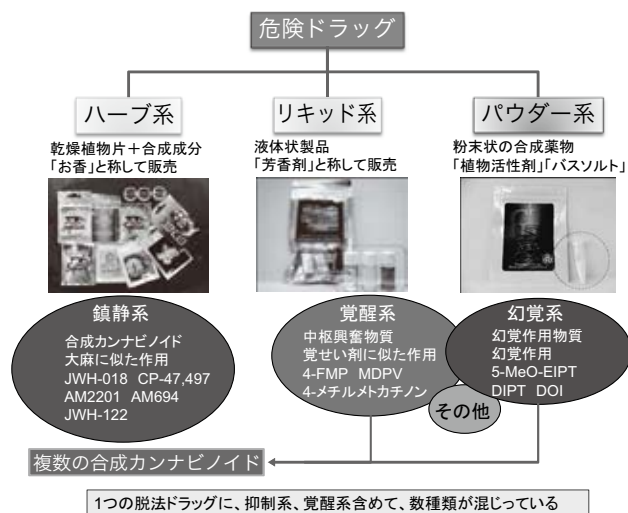 危険ドラッグ
ハーブ系
乾燥植物片+合成成分
「お香」と称して販売
リキッド系
液体状製品
「芳香剤」と称して販売
パウダー系
粉末状の合成薬物
「植物活性剤」「バスソルト」
鎮静系
合成カンナビノイド
大麻に似た作用
JWH-018 CP-47,497
AM2201 AM694
JWH-122
覚醒系
中枢興奮物質
覚せい剤に似た作用
4-FMP MDPV
4-メチルメトカチノン
幻覚系
幻覚作用物質
幻覚作用
5-MeO-EIPT
DIPT DOI
その他
複数の合成カンナビノイド
1つの脱法ドラッグに、抑制系、覚醒系含めて、数種類が混じっている